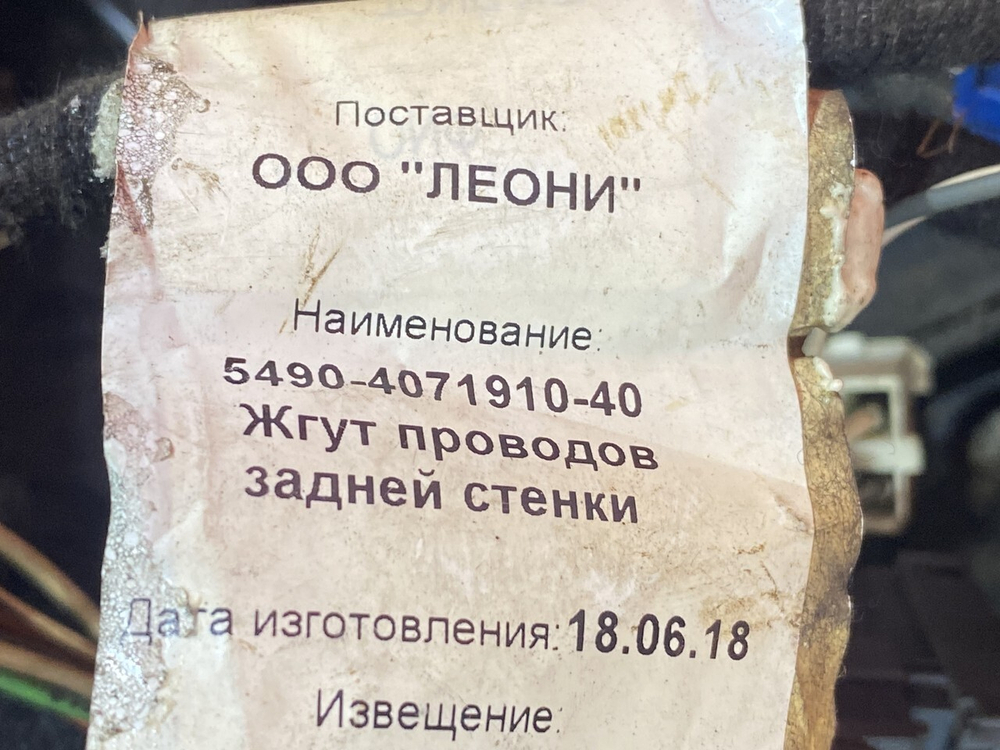 Поставщик:
ООО "ЛЕОНИ"
Наименование:
5490-4071910-40
Жгут проводов
задней стенки
Дата изготовления: 18.06.18
Извещение: